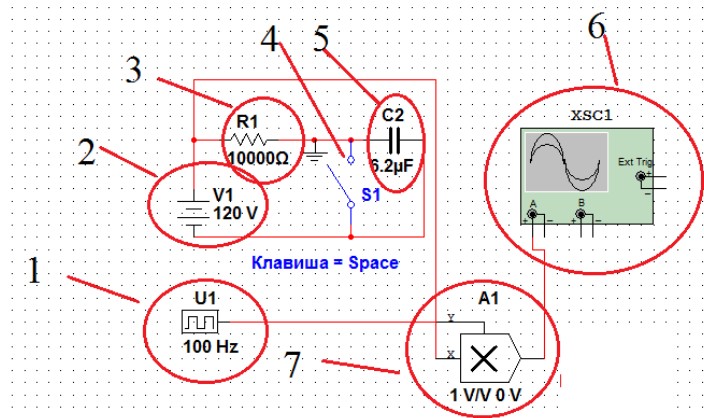 4
5
6
3
XSC1
R1
C2
10000Ω
6.2µF
Ext Trig.
+
−
A
B
+ −
+ −
2
V1
120 V
S1
Клавиша = Space
1
U1
A1
Y
X
100 Hz
7
1 V/V 0 V